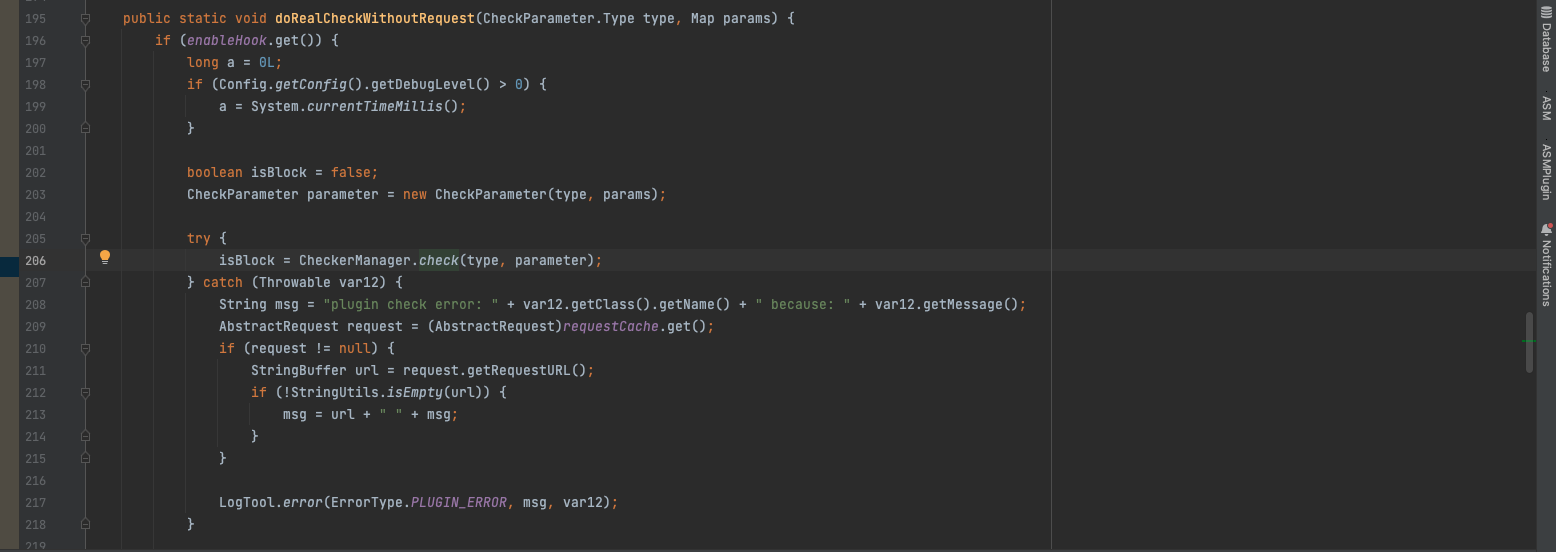 195 public static void doRealCheckWithoutRequest(CheckParameter.Type type, Map params) {
196 if (enableHook.get()) {
197 long a = 0L;
198 if (Config.getConfig().getDebugLevel() > 0) {
199 a = System.currentTimeMillis();
200 }
201
202 boolean isBlock = false;
203 CheckParameter parameter = new CheckParameter(type, params);
204
205 try {
206 isBlock = CheckerManager.check(type, parameter);
207 } catch (Throwable var12) {
208 String msg = "plugin check error: " + var12.getClass().getName() + " because: " + var12.getMessage();
209 AbstractRequest request = (AbstractRequest)requestCache.get();
210 if (request != null) {
211 StringBuffer url = request.getRequestURL();
212 if (!StringUtils.isEmpty(url)) {
213 msg = url + " " + msg;
214 }
215 }
216
217 LogTool.error(ErrorType.PLUGIN_ERROR, msg, var12);
218 }
219
Database
ASM
ASMPlugin
Notifications